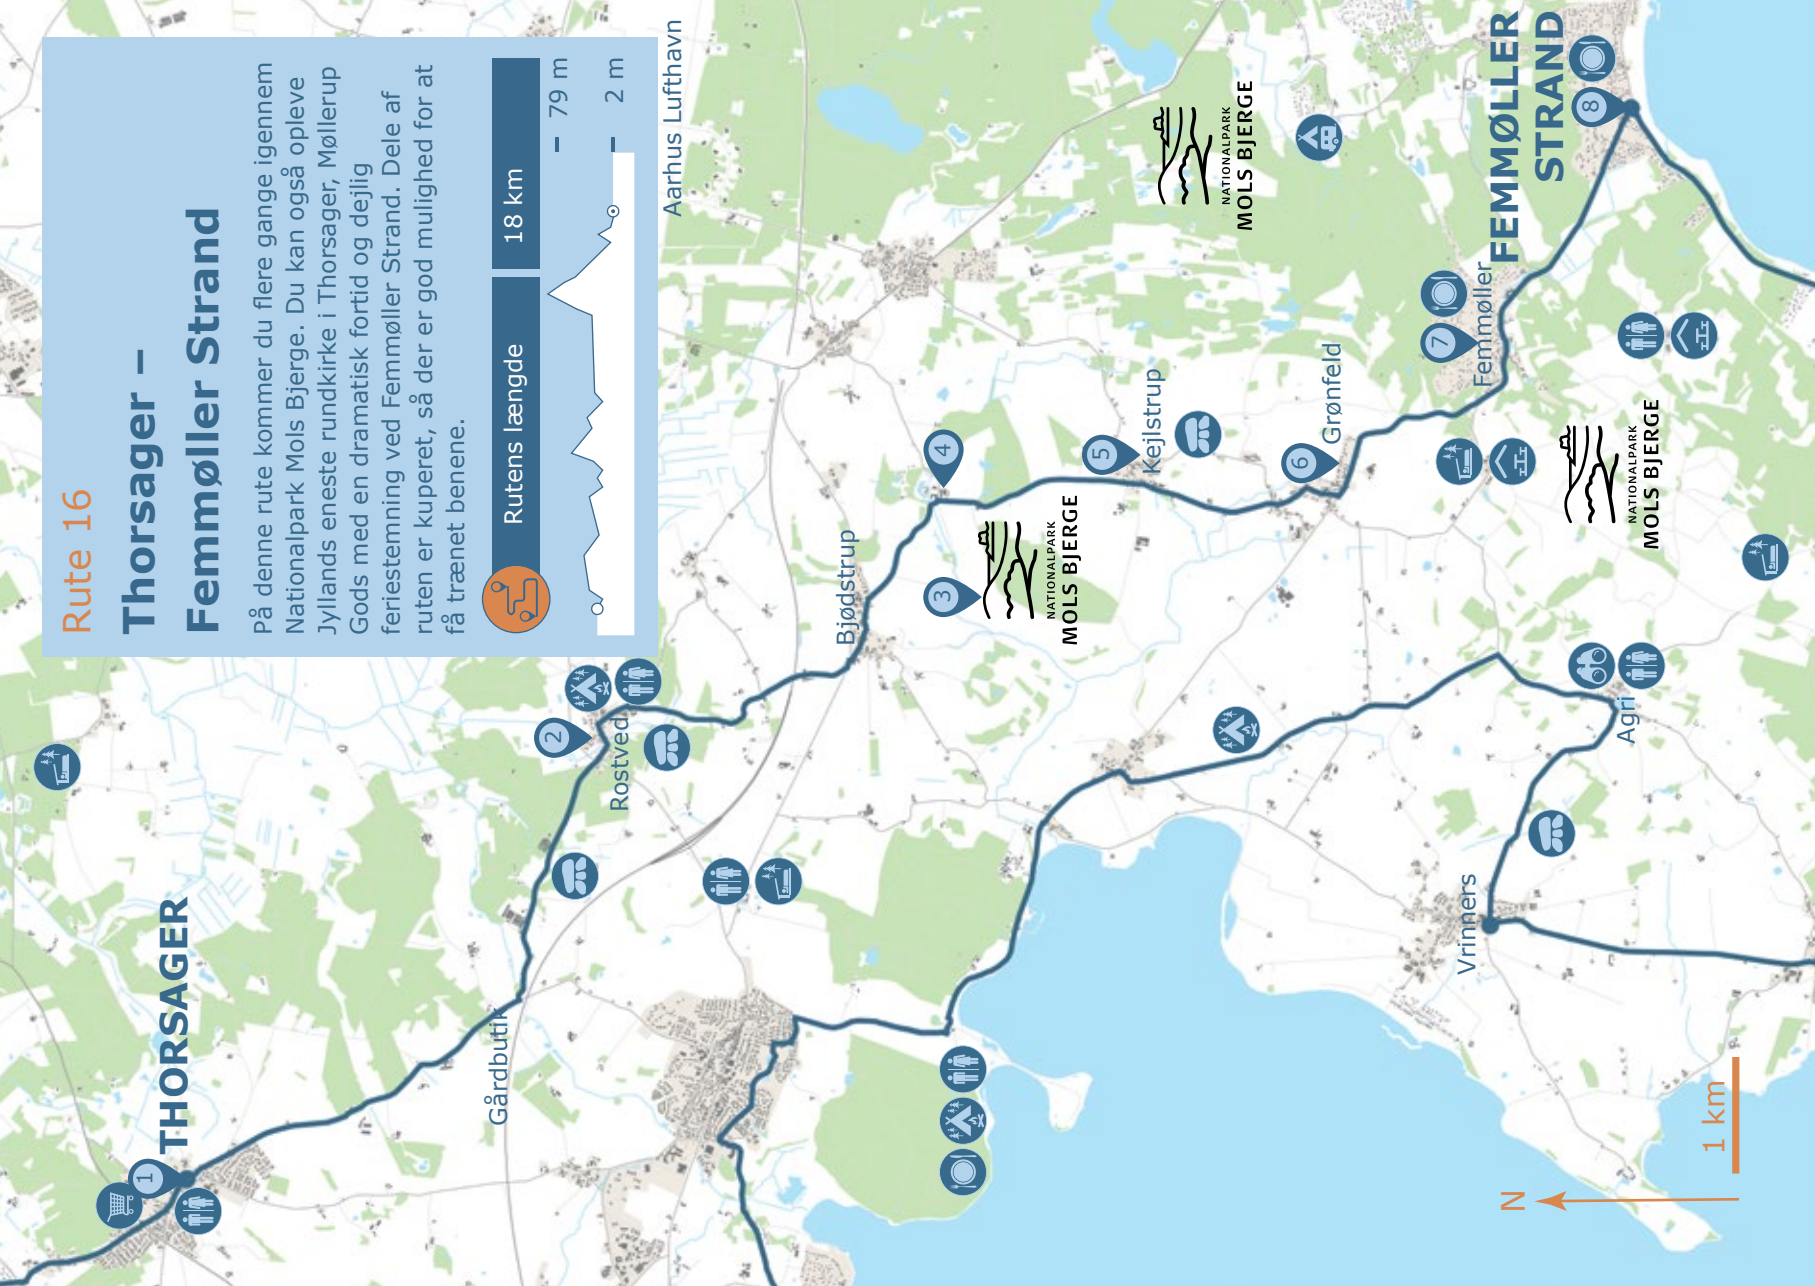 Rute 16
Thorsager –
Femmøller Strand
På denne rute kommer du flere gange igennem
Nationalpark Mols Bjerge. Du kan også opleve
Jyllands eneste rundkirke i Thorsager, Møllerup
Gods med en dramatisk fortid og dejlig
feriestemning ved Femmøller Strand. Dele af
ruten er kuperet, så der er god mulighed for at
få trænet benene.
Rutens længde
18 km
79 m
2 m
Aarhus Lufthavn
THORSAGER
1
Gårdbutik
2
Rostved
Bjødstrup
3
4
NATIONALPARK
MOLS BJERGE
5
Kejlstrup
6
Grønfeld
NATIONALPARK
MOLS BJERGE
7
Femmøller
FEMMØLLER
STRAND
8
NATIONALPARK
MOLS BJERGE
Agri
Vrinners
1 km
N